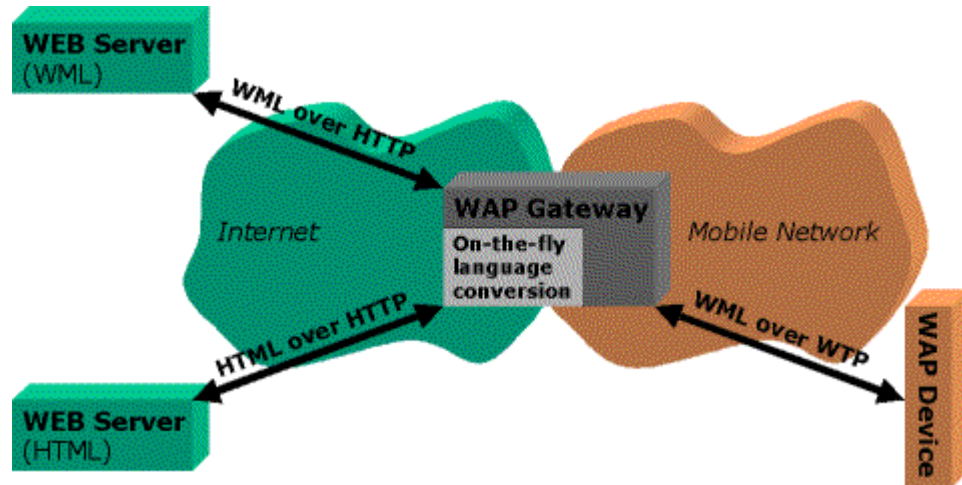 WEB Server
(WML)
WML over HTTP
Internet
WAP Gateway
On-the-fly
language
conversion
Mobile Network
HTML over HTTP
WML over WTP
WAP Device
WEB Server
(HTML)